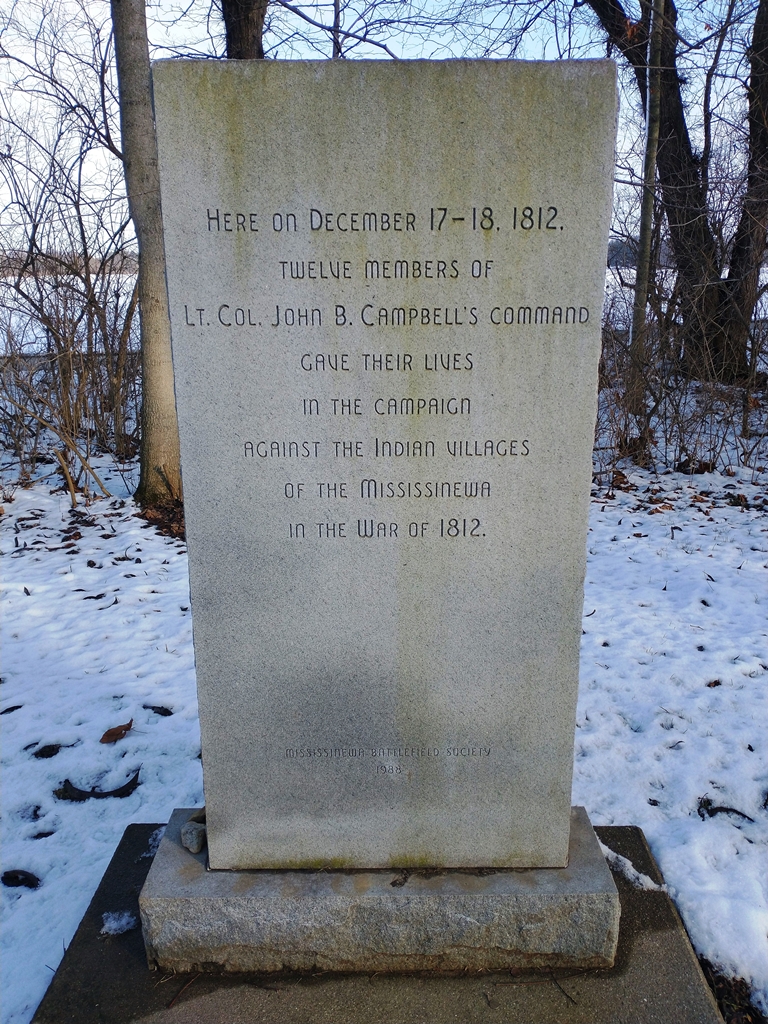 Here on December 17-18, 1812,
twelve members of
Lt. Col. John B. Campbell's command
gave their lives
in the campaign
against the Indian villages
of the Mississinewa
in the War of 1812.
Mississinewa Battlefield Society
1988